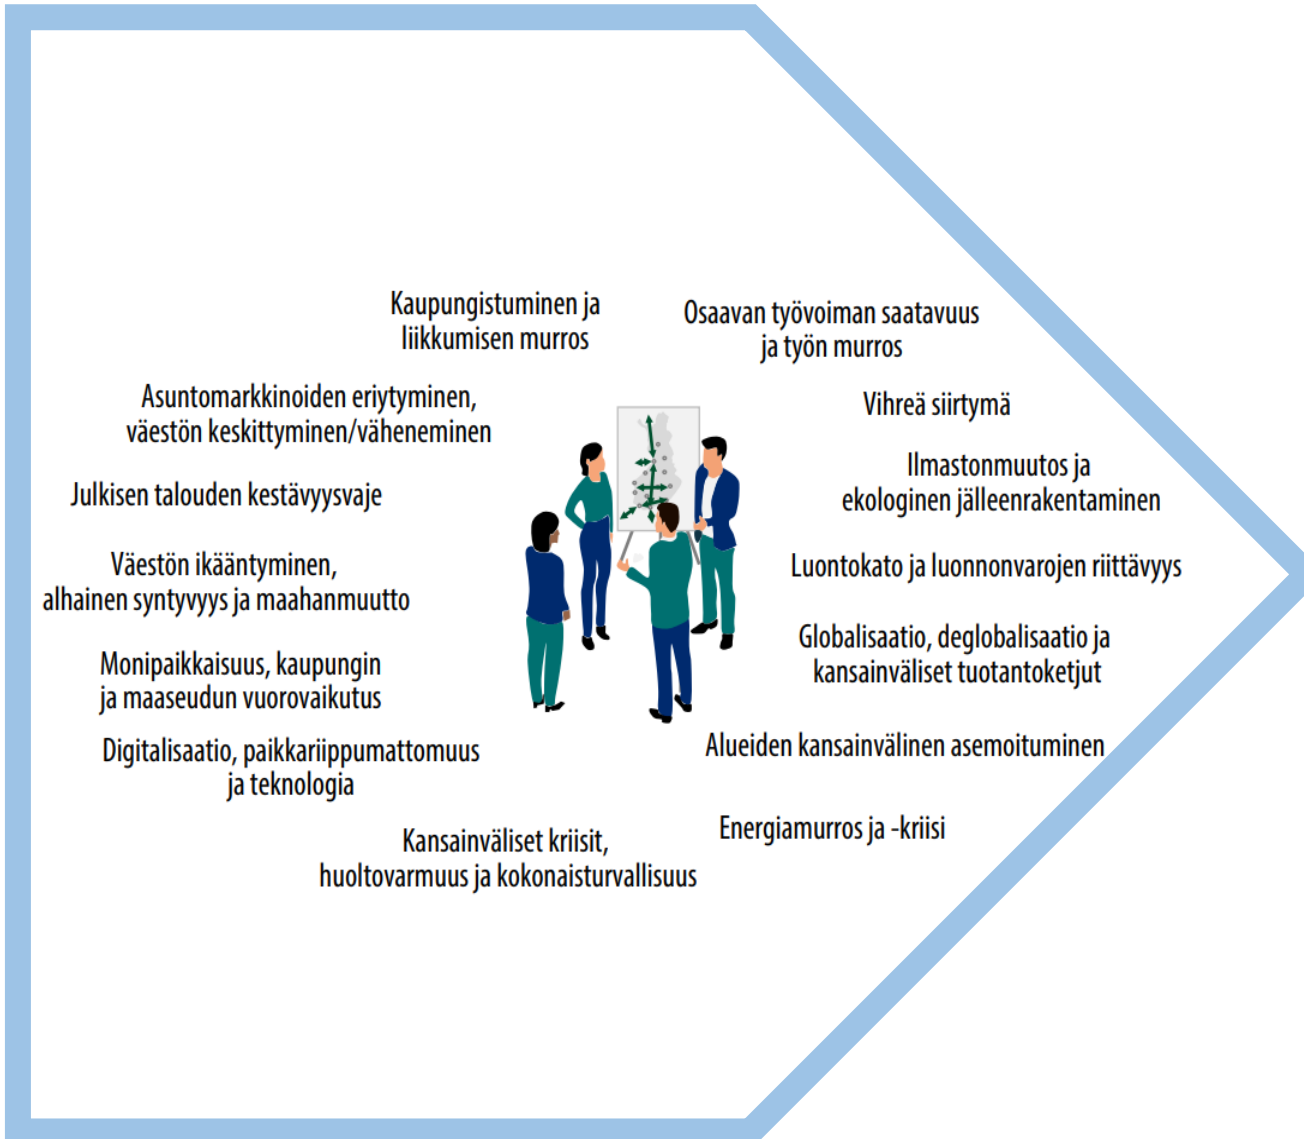 Kaupungistuminen ja
liikkumisen murros
Osaavan työvoiman saatavuus
ja työn murros
Asuntomarkkinoiden eriytyminen,
väestön keskittyminen/väheneminen
Vihreä siirtymä
Ilmastonmuutos ja
ekologinen jälleenrakentaminen
Julkisen talouden kestävyysvaje
Väestön ikääntyminen,
alhainen syntyvyys ja maahanmuutto
Luontokato ja luonnonvarojen riittävyys
Monipaikkaisuus, kaupungin
ja maaseudun vuorovaikutus
Globalisaatio, deglobalisaatio ja
kansainväliset tuotantoketjut
Digitalisaatio, paikkariippumattomuus
ja teknologia
Alueiden kansainvälinen asemoituminen
Kansainväliset kriisit,
huoltovarmuus ja kokonaisturvallisuus
Energiamurros ja -kriisi